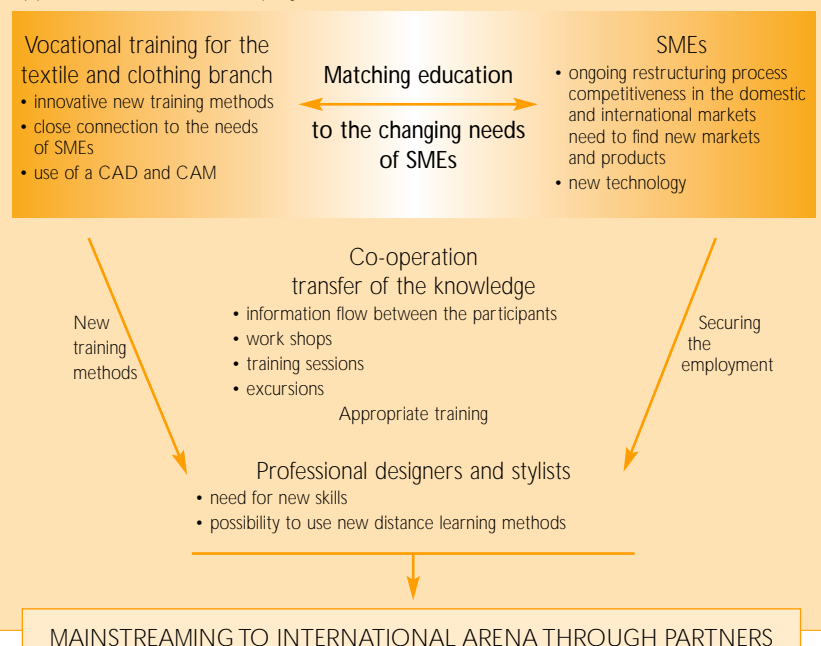 Vocational training for the
textile and clothing branch
• innovative new training methods
• close connection to the needs
of SMEs
• use of a CAD and CAM
Matching education
to the changing needs
of SMEs
SMEs
• ongoing restructuring process
competitiveness in the domestic
and international markets
need to find new markets
and products
• new technology
Co-operation
transfer of the knowledge
• information flow between the participants
• work shops
• training sessions
• excursions
Appropriate training
New
training
methods
Securing
the
employment
Professional designers and stylists
• need for new skills
• possibility to use new distance learning methods
MAINSTREAMING TO INTERNATIONAL ARENA THROUGH PARTNERS